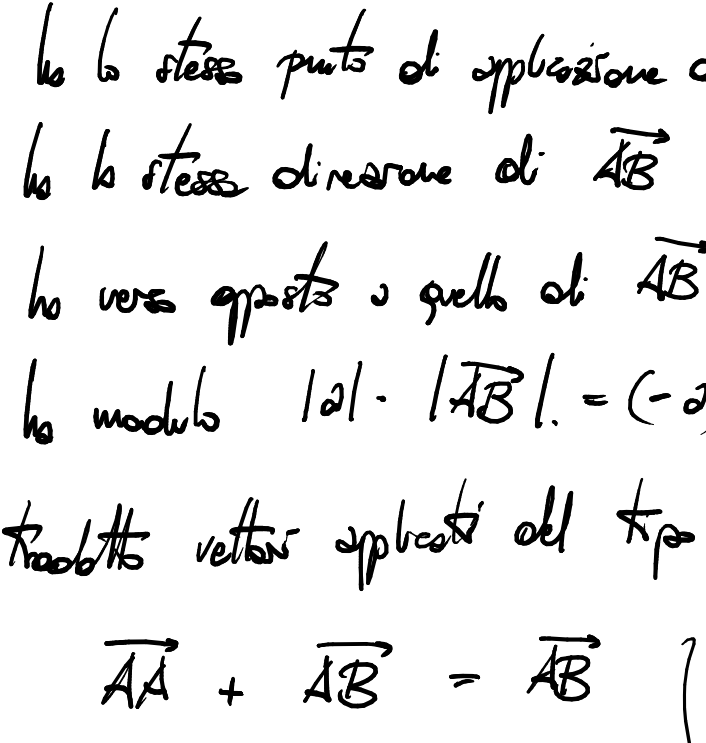 ha lo stesso punto di applicazione
ha la stessa direzione di $\overrightarrow{AB}$
ha verso opposto a quello di $\overrightarrow{AB}$
ha modulo $|a| \cdot |\overrightarrow{AB}|. = (-a$
trodotto vettori applicati del tipo
$\overrightarrow{AA} + \overrightarrow{AB} = \overrightarrow{AB}$ (